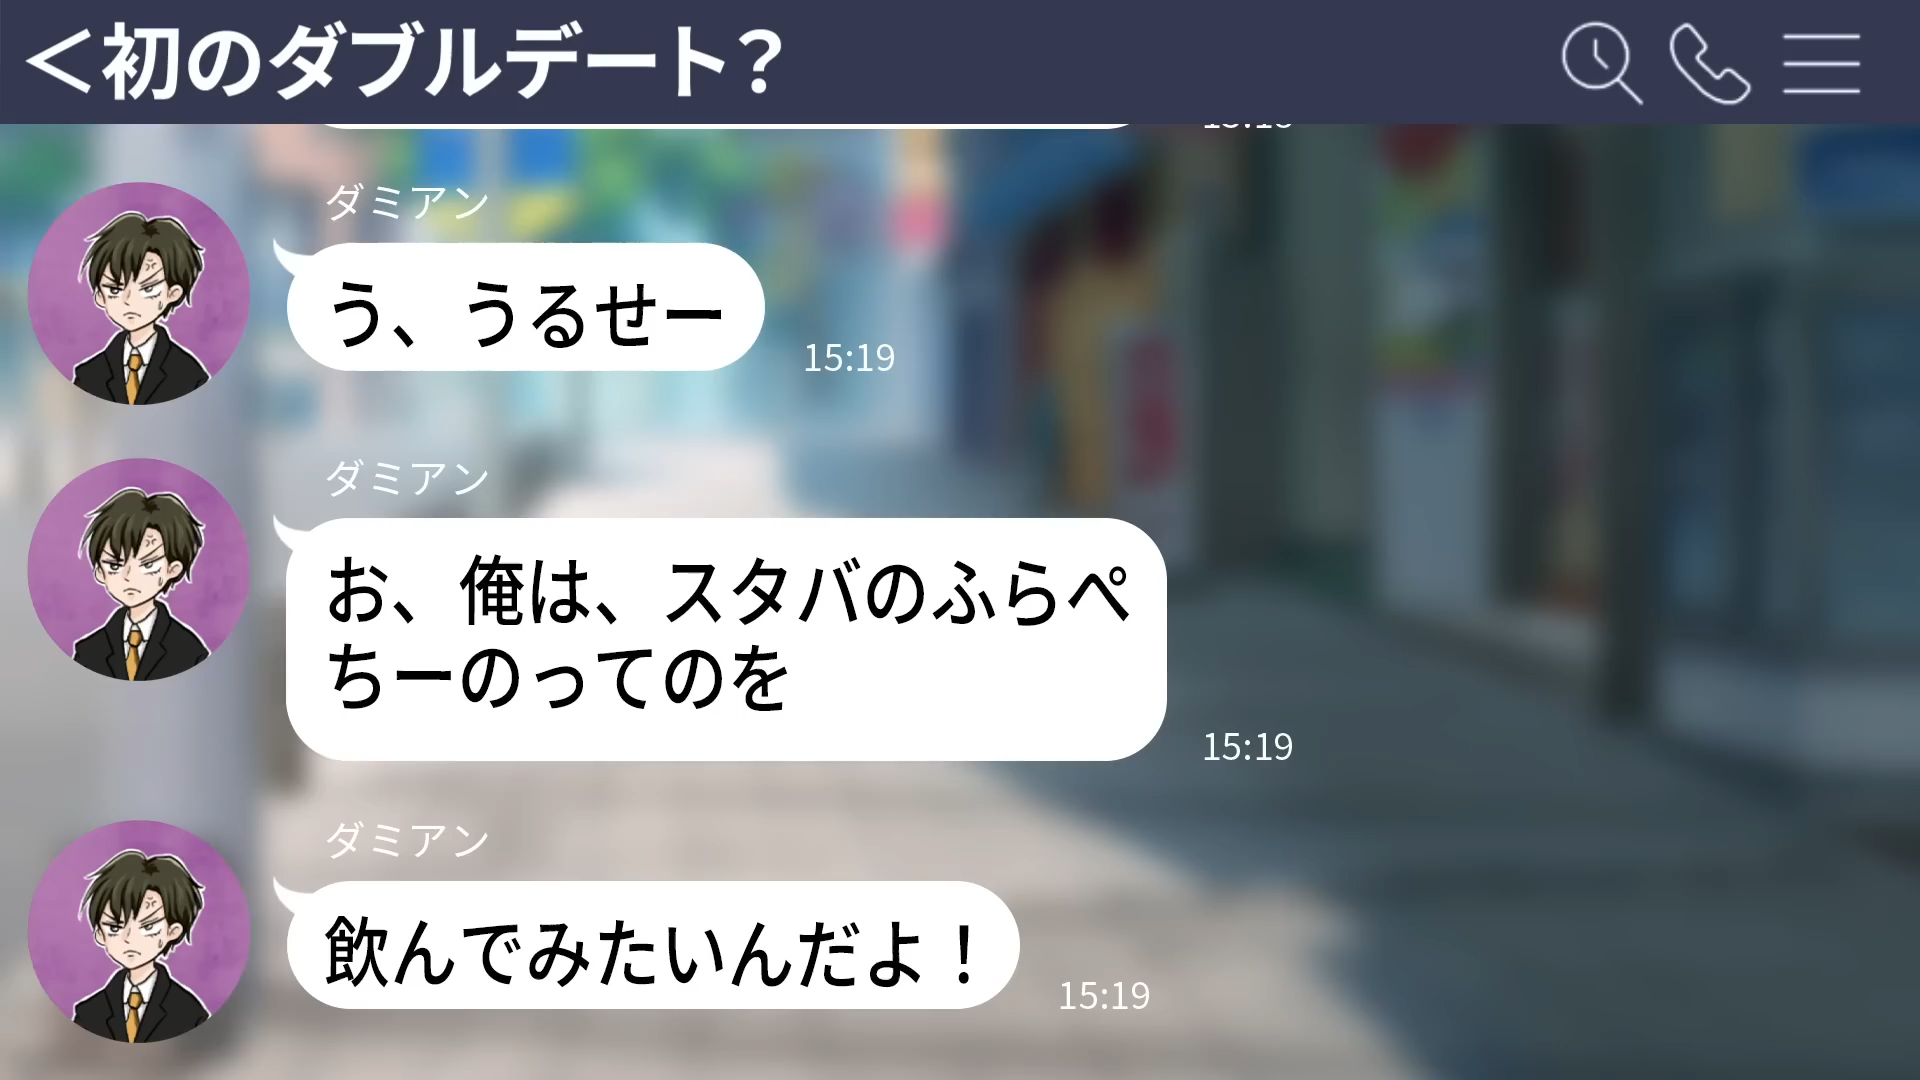 <初のダブルデート?
ダミアン
う、うるせー
15:19
ダミアン
お、俺は、スタバのふらぺ
ちーのってのを
15:19
ダミアン
飲んでみたいんだよ！
15:19